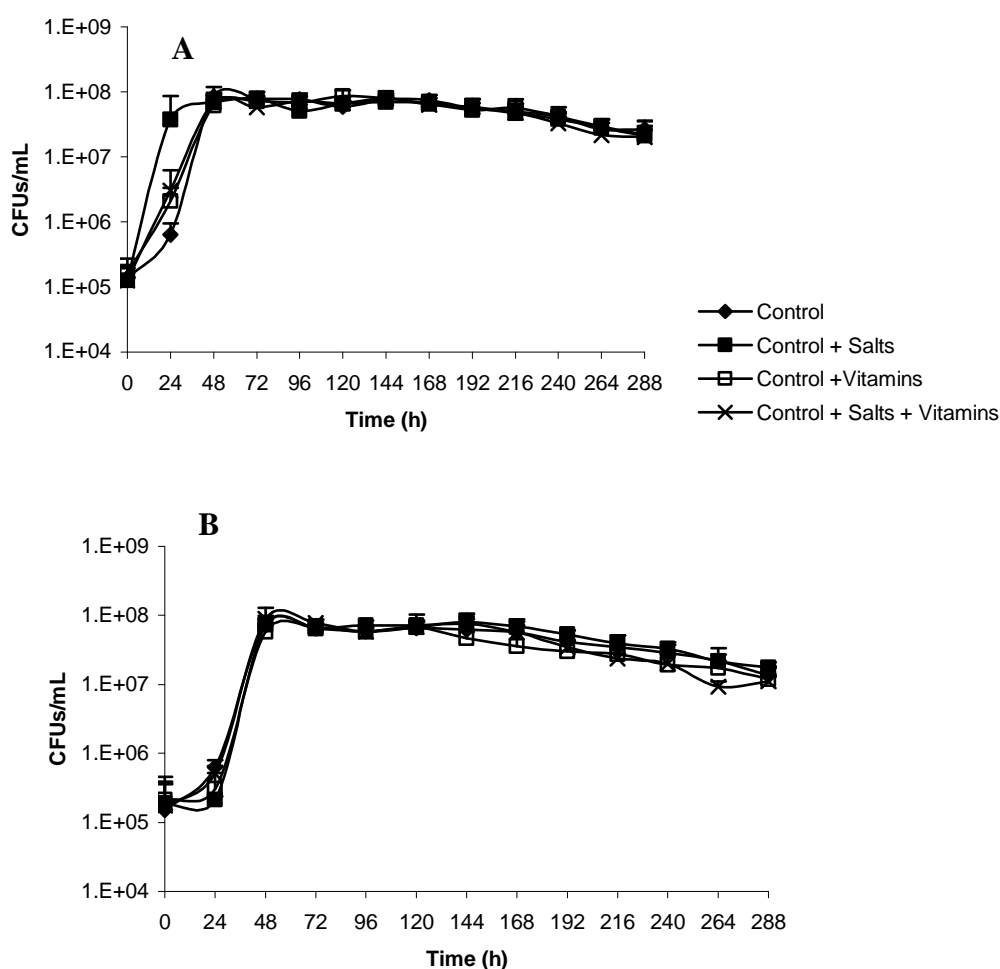 A
1.E+09
1.E+08
1.E+07
1.E+06
1.E+05
1.E+04
CFUs/mL
0 24 48 72 96 120 144 168 192 216 240 264 288
Time (h)
Control
Control + Salts
Control +Vitamins
Control + Salts + Vitamins
B
1.E+09
1.E+08
1.E+07
1.E+06
1.E+05
1.E+04
CFUs/mL
0 24 48 72 96 120 144 168 192 216 240 264 288
Time (h)